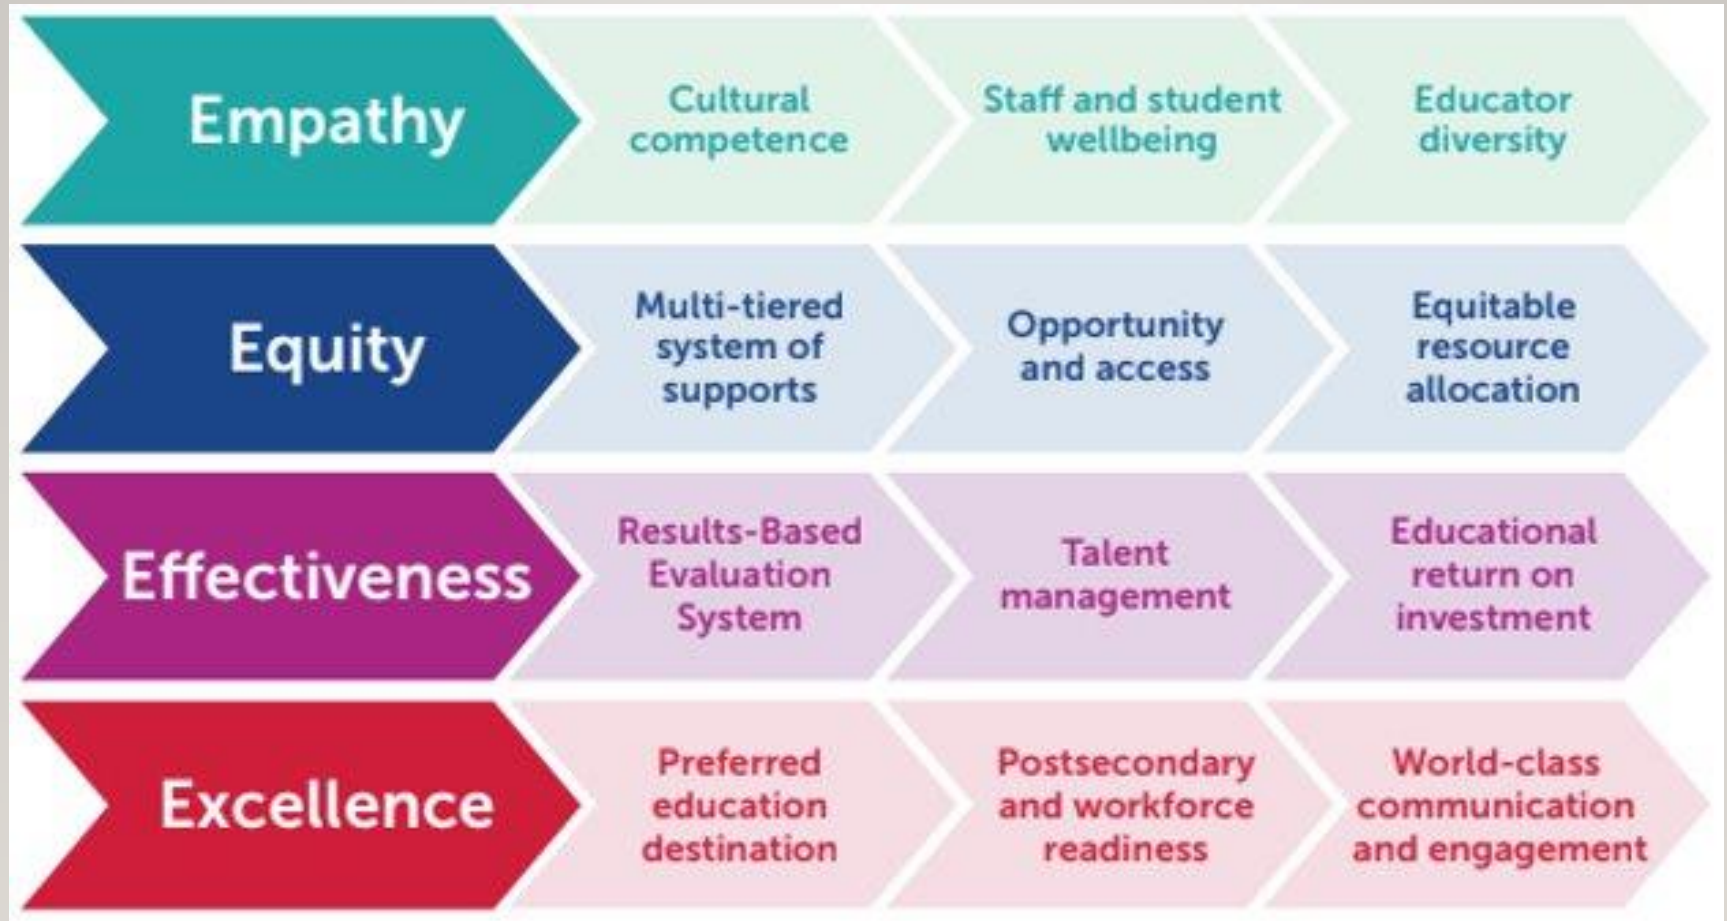 Empathy
Cultural
competence
Staff and student
wellbeing
Educator
diversity
Equity
Multi-tiered
system of
supports
Opportunity
and access
Equitable
resource
allocation
Effectiveness
Results-Based
Evaluation
System
Talent
management
Educational
return on
investment
Excellence
Preferred
education
destination
Postsecondary
and workforce
readiness
World-class
communication
and engagement